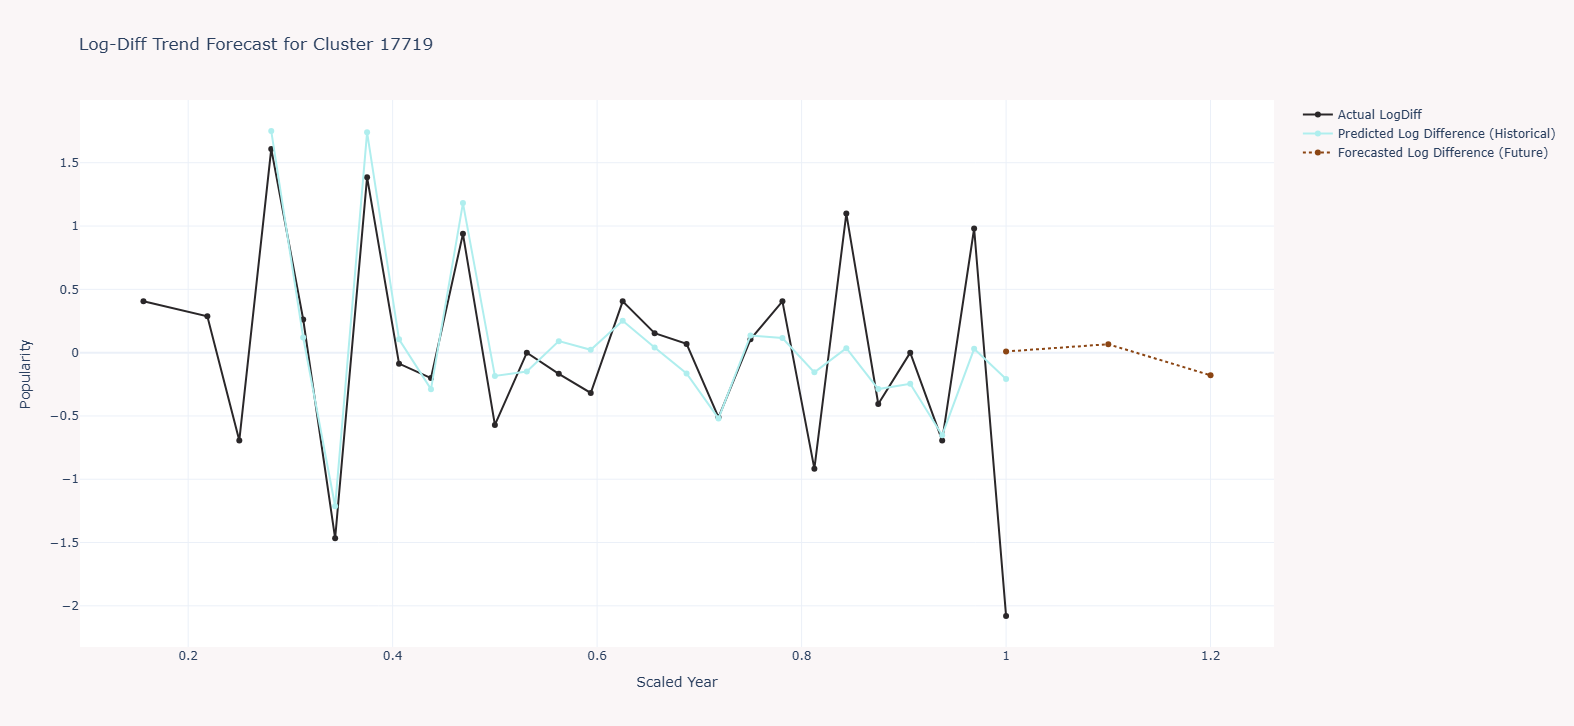 Log-Diff Trend Forecast for Cluster 17719
Actual LogDiff
Predicted Log Difference (Historical)
Forecasted Log Difference (Future)
1.5
1
0.5
0
−0.5
−1
−1.5
−2
Popularity
0.2 0.4 0.6 0.8 1 1.2
Scaled Year